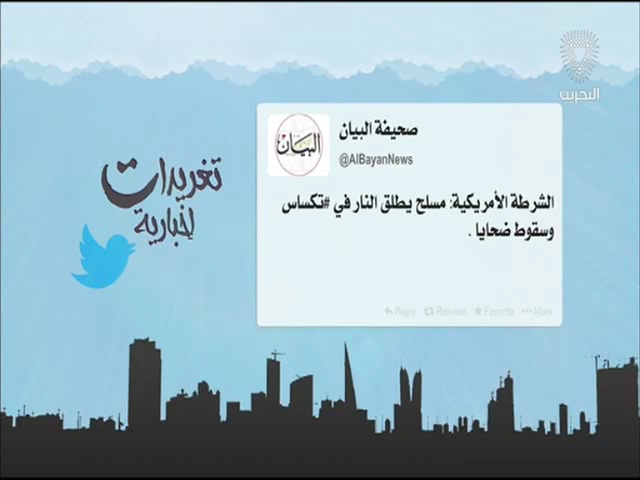 البحرين
صحيفة البيان
البيان
@AlBayanNews
تغريدات
إخبارية
الشرطة الأمريكية: مسلح يطلق النار في #تكساس
وسقوط ضحايا .
Reply Retweet Favorite More